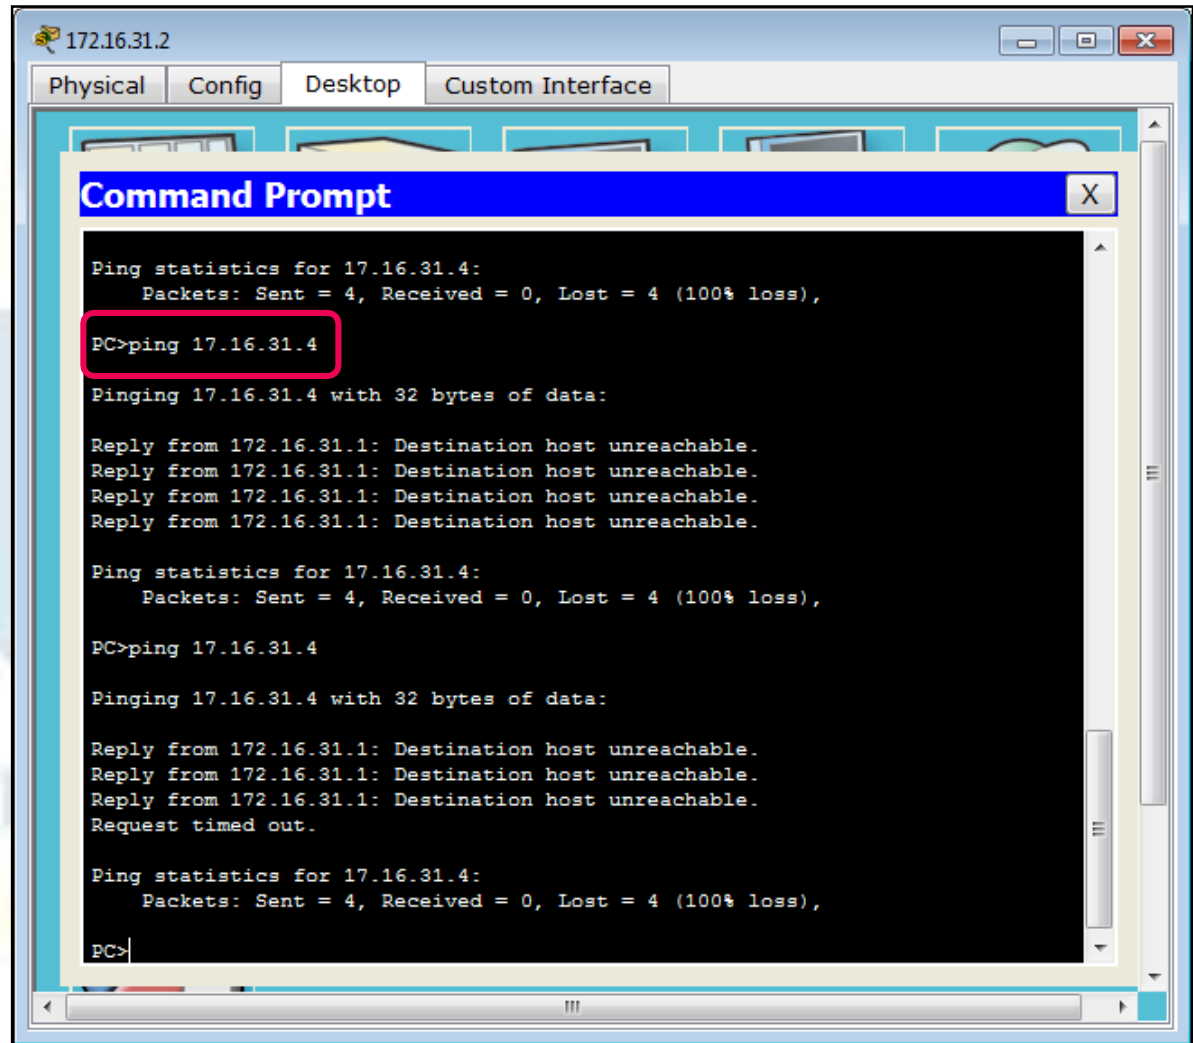 172.16.31.2
Physical Config Desktop Custom Interface
Command Prompt X
Ping statistics for 17.16.31.4:
Packets: Sent = 4, Received = 0, Lost = 4 (100% loss),
PC>ping 17.16.31.4
Pinging 17.16.31.4 with 32 bytes of data:
Reply from 172.16.31.1: Destination host unreachable.
Reply from 172.16.31.1: Destination host unreachable.
Reply from 172.16.31.1: Destination host unreachable.
Reply from 172.16.31.1: Destination host unreachable.
Ping statistics for 17.16.31.4:
Packets: Sent = 4, Received = 0, Lost = 4 (100% loss),
PC>ping 17.16.31.4
Pinging 17.16.31.4 with 32 bytes of data:
Reply from 172.16.31.1: Destination host unreachable.
Reply from 172.16.31.1: Destination host unreachable.
Reply from 172.16.31.1: Destination host unreachable.
Request timed out.
Ping statistics for 17.16.31.4:
Packets: Sent = 4, Received = 0, Lost = 4 (100% loss),
PC>